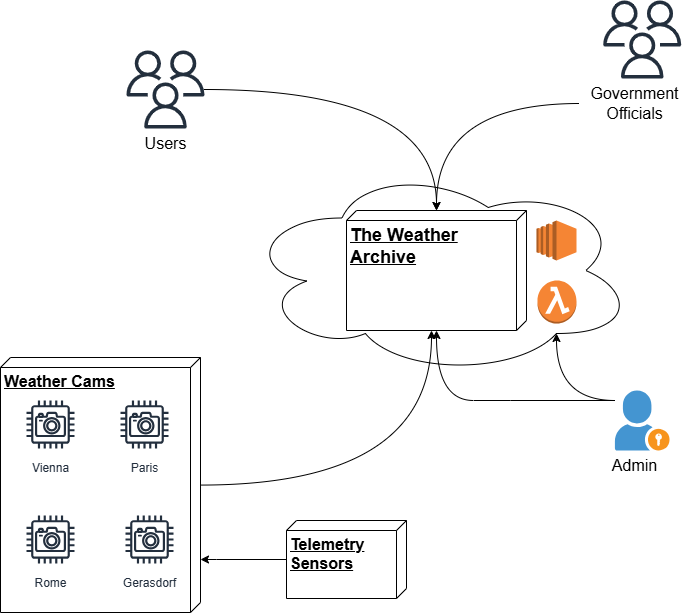 Government
Officials
Users
The Weather
Archive
Weather Cams
Vienna
Paris
Rome
Gerasdorf
Telemetry
Sensors
Admin